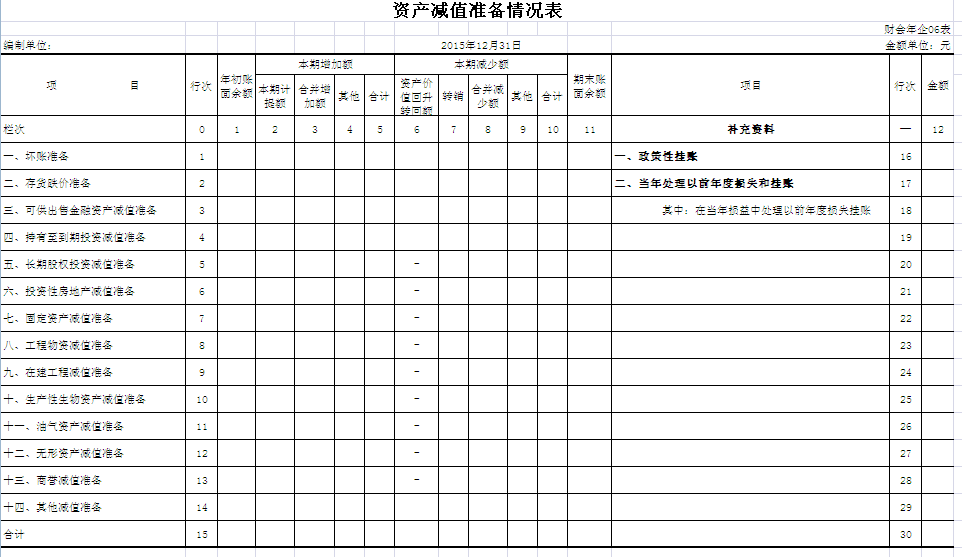 资产减值准备情况表
财会年企06表
编制单位: 2015年12月31日 金额单位: 元
项 目 行次 年初账面余额 本期增加额 本期减少额 期末账面余额 项目 行次 金额
本期计提额 合并增加额 其他 合计 资产价值回升转回额 转销 合并减少额 其他 合计
栏次 0 1 2 3 4 5 6 7 8 9 10 11 补充资料 — 12
一、坏账准备 1 一、政策性挂账 16
二、存货跌价准备 2 二、当年处理以前年度损失和挂账 17
三、可供出售金融资产减值准备 3 其中: 在当年损益中处理以前年度损失挂账 18
四、持有至到期投资减值准备 4 19
五、长期股权投资减值准备 5 - 20
六、投资性房地产减值准备 6 - 21
七、固定资产减值准备 7 - 22
八、工程物资减值准备 8 - 23
九、在建工程减值准备 9 - 24
十、生产性生物资产减值准备 10 - 25
十一、油气资产减值准备 11 - 26
十二、无形资产减值准备 12 - 27
十三、商誉减值准备 13 - 28
十四、其他减值准备 14 29
合计 15 30